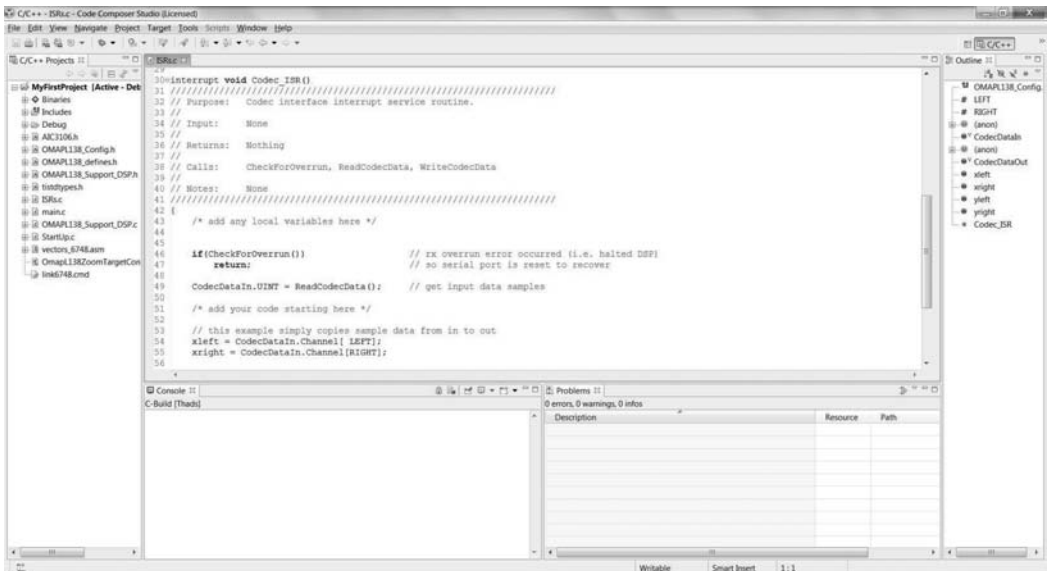 C/C++ - ISRs.c - Code Composer Studio (Licensed)
File Edit View Navigate Project Target Tools Scripts Window Help
C/C++
C/C++ Projects
MyFirstProject [Active - Deb
Binaries
Includes
Debug
AIC3106.h
OMAPL138_Config.h
OMAPL138_defines.h
OMAPL138_Support_DSP.h
tistdtypes.h
ISRs.c
main.c
OMAPL138_Support_DSP.c
StartUp.c
vectors_6748.asm
OmapL138ZoomTargetCon
link6748.cmd
ISRs.c
29
30 interrupt void Codec_ISR()
31 ///////////////////////////////////////////////////////////////////////
32 // Purpose:   Codec interface interrupt service routine.
33 //
34 // Input:     None
35 //
36 // Returns:   Nothing
37 //
38 // Calls:     CheckForOverrun, ReadCodecData, WriteCodecData
39 //
40 // Notes:     None
41 ///////////////////////////////////////////////////////////////////////
42 {
43     /* add any local variables here */
44
45
46     if(CheckForOverrun())                // rx overrun error occurred (i.e. halted DSP)
47         return;                          // so serial port is reset to recover
48
49     CodecDataIn.UINT = ReadCodecData();  // get input data samples
50
51     /* add your code starting here */
52
53     // this example simply copies sample data from in to out
54     xleft = CodecDataIn.Channel[ LEFT];
55     xright = CodecDataIn.Channel[RIGHT];
56
Outline
OMAPL138_Config.
LEFT
RIGHT
(anon)
CodecDataIn
(anon)
CodecDataOut
xleft
xright
yleft
yright
Codec_ISR
Console
C-Build [Thads]
Problems
0 errors, 0 warnings, 0 infos
Description Resource Path
Writable Smart Insert 1 : 1